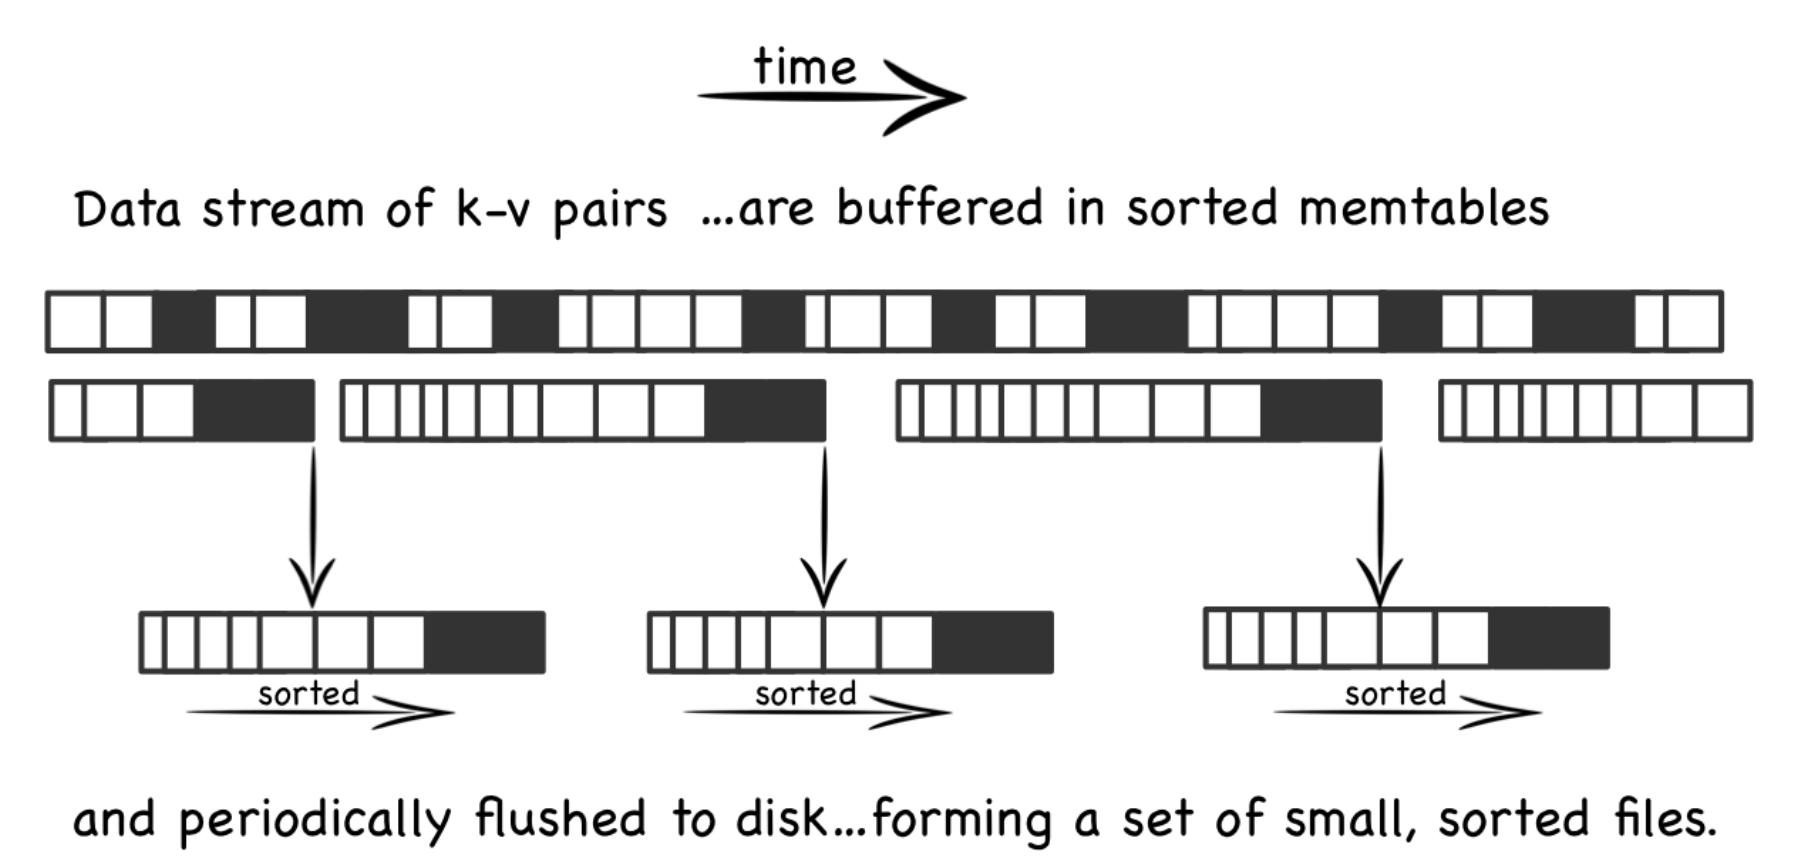 time
Data stream of k-v pairs ...are buffered in sorted memtables
sorted sorted sorted
and periodically flushed to disk...forming a set of small, sorted files.